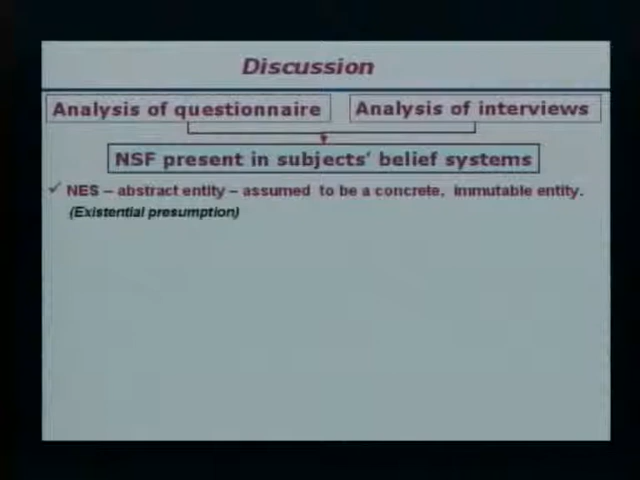 Discussion
Analysis of questionnaire
Analysis of interviews
NSF present in subjects' belief systems
✓ NES – abstract entity – assumed to be a concrete, immutable entity.
(Existential presumption)